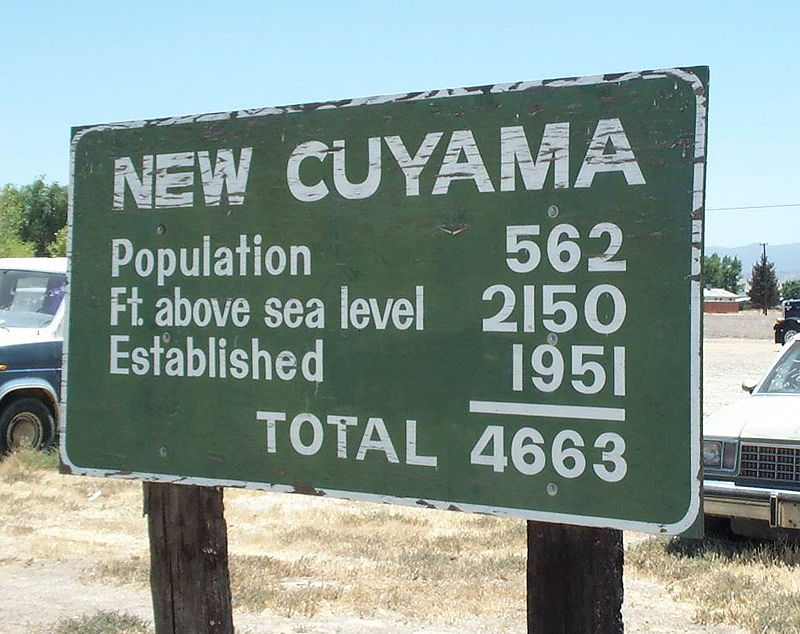 NEW CUYAMA
Population 562
Ft. above sea level 2150
Established 1951
TOTAL 4663